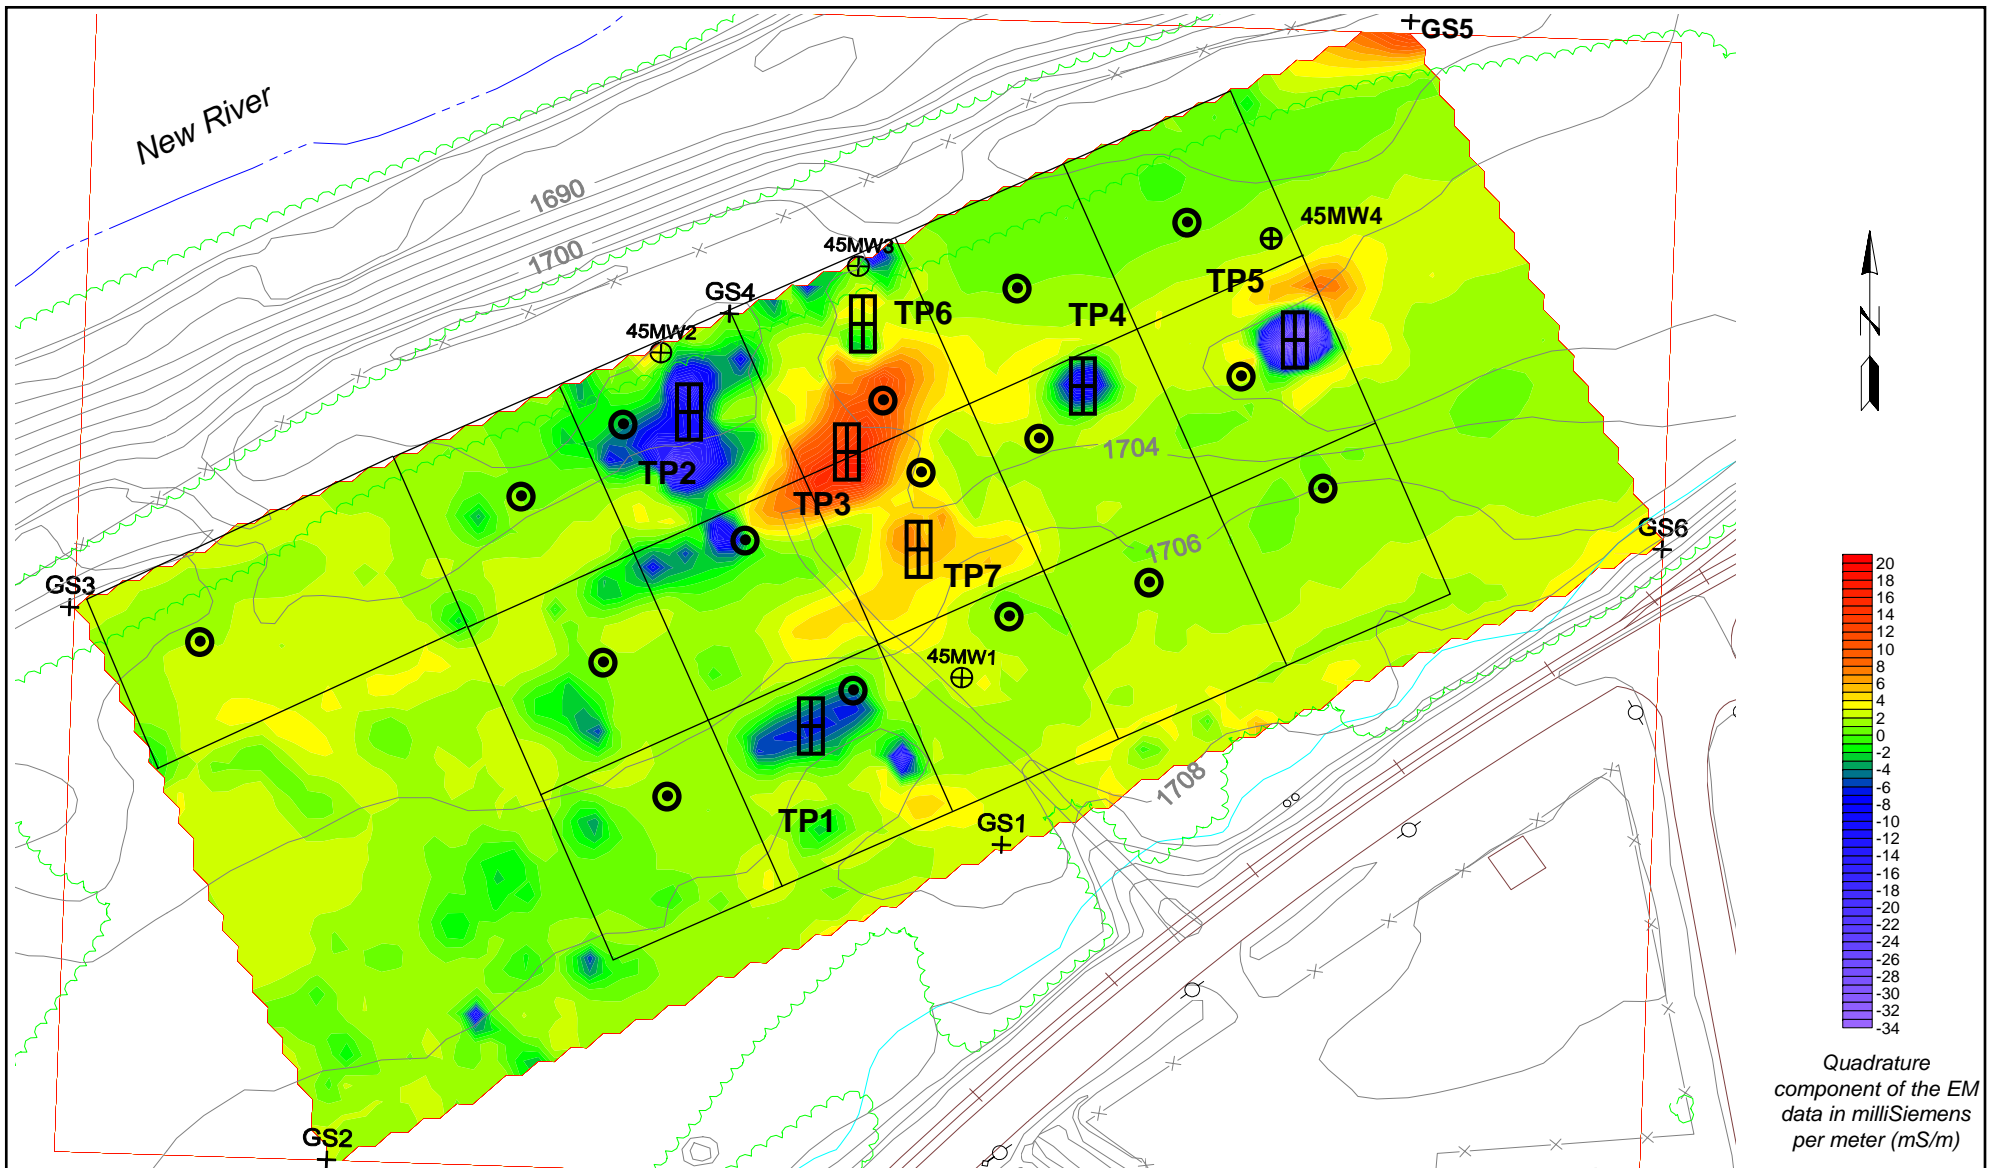 GS5
New River
1690
45MW4
1700
45MW3
TP5
GS4
TP6
TP4
45MW2
1704
TP2
TP3
GS6
1706
GS3
TP7
45MW1
1708
TP1
GS1
GS2
20
18
16
14
12
10
8
6
4
2
0
-2
-4
-6
-8
-10
-12
-14
-16
-18
-20
-22
-24
-26
-28
-30
-32
-34
N
Quadrature
component of the EM
data in milliSiemens
per meter (mS/m)